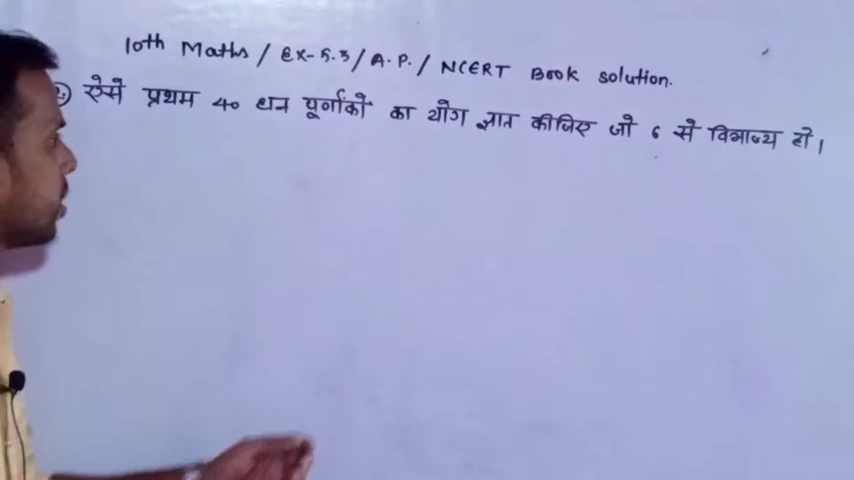 10th Maths / Ex-5.3 / A.P. / NCERT Book solution.
ऐसे प्रथम 40 धन पूर्णांकों का योग ज्ञात कीजिए जो 6 से विभाज्य हो।